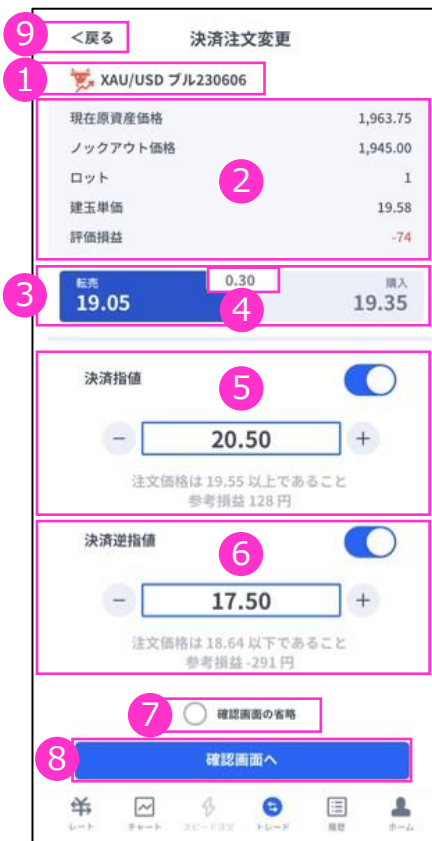 9
<戻る 決済注文変更
1
XAU/USD ブル230606
現在原資産価格 1,963.75
ノックアウト価格 1,945.00
2
ロット 1
建玉単価 19.58
評価損益 -74
3
転売 0.30 購入
19.05 4 19.35
決済指値 5
− 20.50 +
注文価格は 19.55 以上であること
参考損益 128 円
決済逆指値 6
− 17.50 +
注文価格は 18.64 以下であること
参考損益 -291 円
7 確認画面の省略
8 確認画面へ
レート チャート スピード注文 トレード 履歴 ホーム